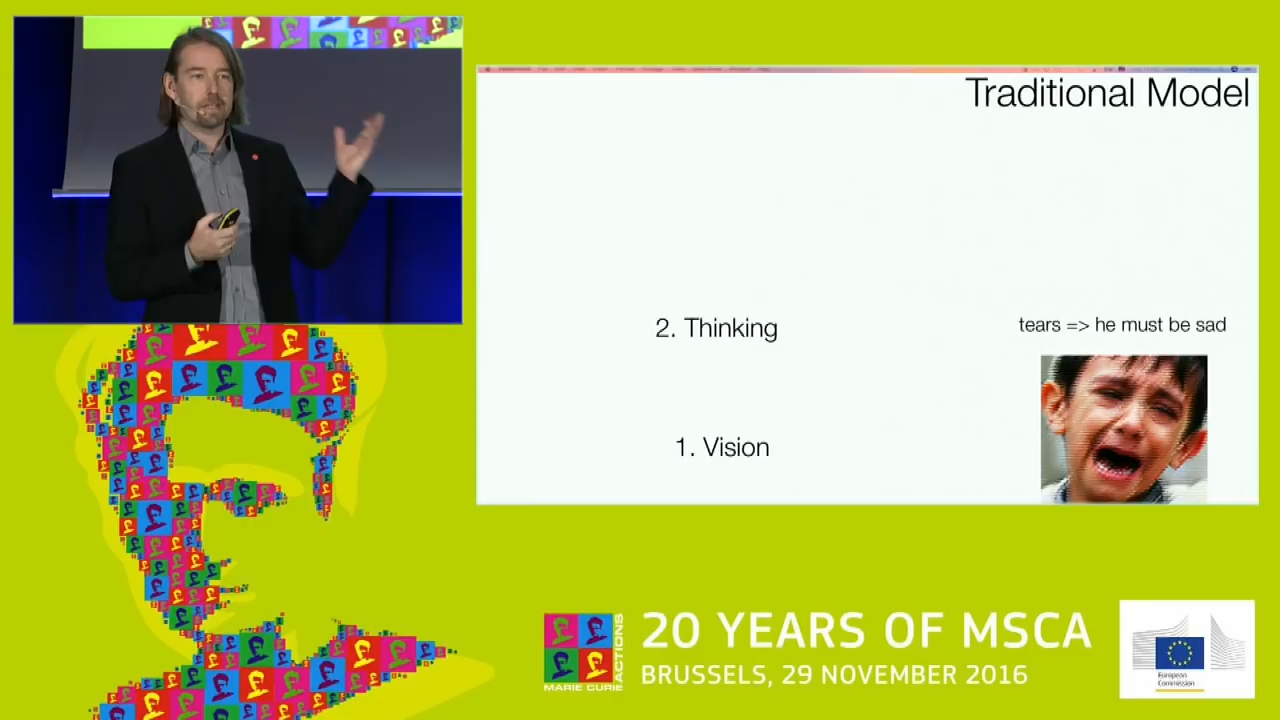 Traditional Model
2. Thinking
tears => he must be sad
1. Vision
MARIE CURIE
ACTIONS
20 YEARS OF MSCA
BRUSSELS, 29 NOVEMBER 2016
European
Commission